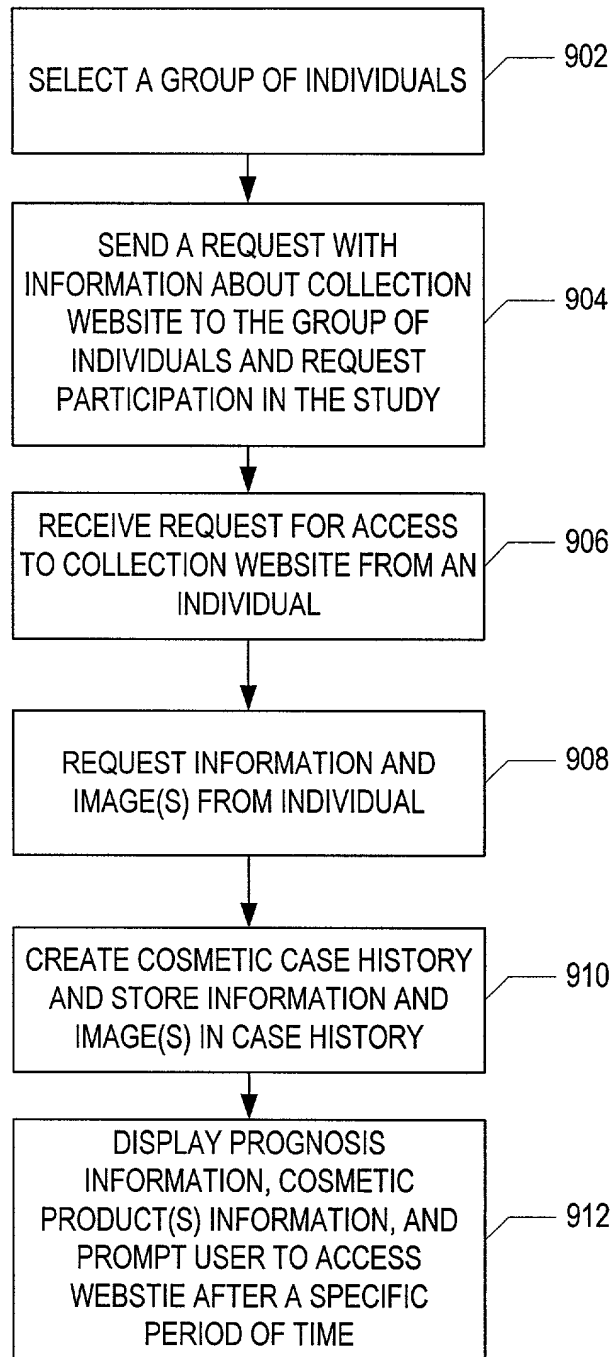 SELECT A GROUP OF INDIVIDUALS
902
SEND A REQUEST WITH
INFORMATION ABOUT COLLECTION
WEBSITE TO THE GROUP OF
INDIVIDUALS AND REQUEST
PARTICIPATION IN THE STUDY
904
RECEIVE REQUEST FOR ACCESS
TO COLLECTION WEBSITE FROM AN
INDIVIDUAL
906
REQUEST INFORMATION AND
IMAGE(S) FROM INDIVIDUAL
908
CREATE COSMETIC CASE HISTORY
AND STORE INFORMATION AND
IMAGE(S) IN CASE HISTORY
910
DISPLAY PROGNOSIS
INFORMATION, COSMETIC
PRODUCT(S) INFORMATION, AND
PROMPT USER TO ACCESS
WEBSTIE AFTER A SPECIFIC
PERIOD OF TIME
912